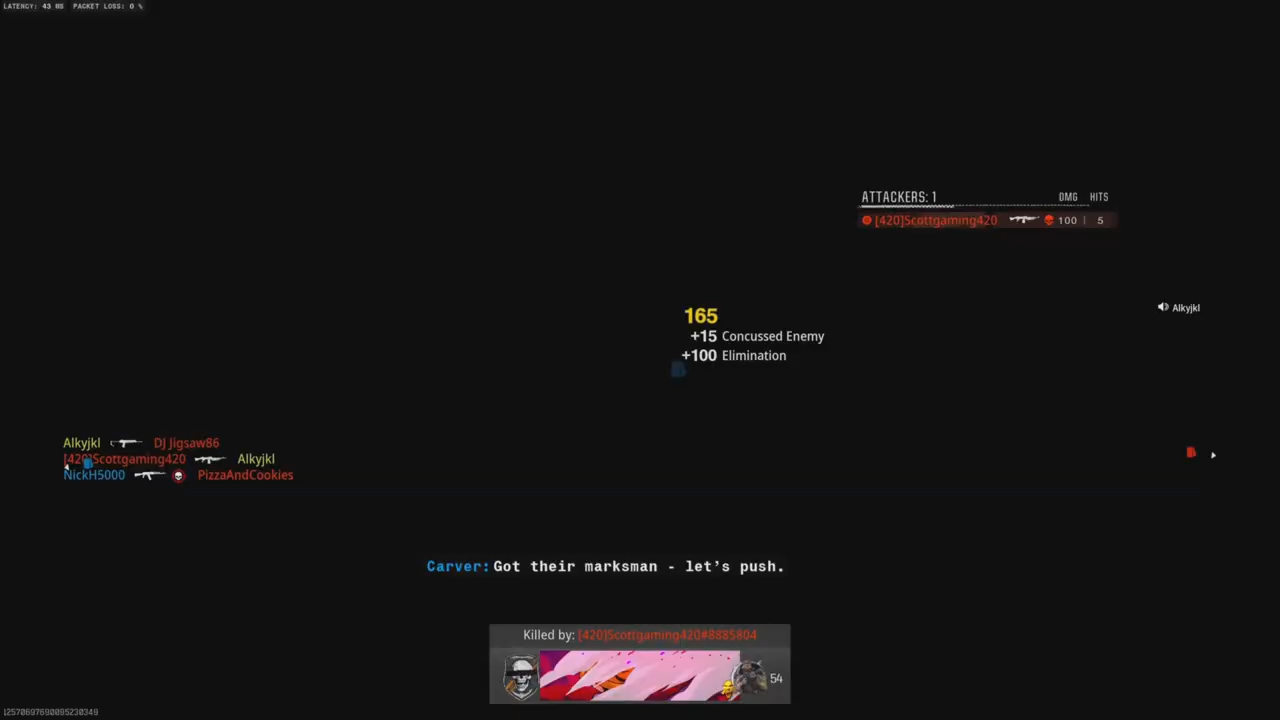 LATENCY: 43 MS PACKET LOSS: 0 %
ATTACKERS: 1 DMG HITS
[420]Scottgaming420 100 | 5
Alkyjkl
165
+15 Concussed Enemy
+100 Elimination
Alkyjkl DJ Jigsaw86
[420]Scottgaming420 Alkyjkl
NickH5000 PizzaAndCookies
Carver: Got their marksman - let's push.
Killed by: [420]Scottgaming420#8885804
54